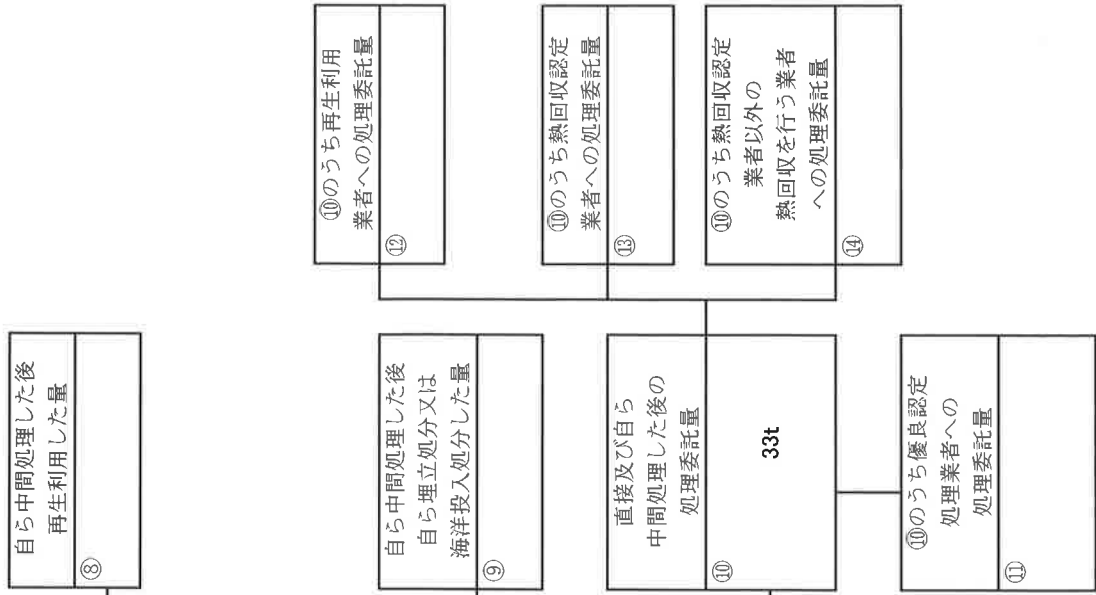 自ら中間処理した後
再生利用した量
⑧
自ら中間処理した後
自ら埋立処分又は
海洋投入処分した量
⑨
直接及び自ら
中間処理した後の
処理委託量
⑩
33t
⑩のうち優良認定
処理業者への
処理委託量
⑪
⑩のうち再生利用
業者への処理委託量
⑫
⑩のうち熱回収認定
業者への処理委託量
⑬
⑩のうち熱回収認定
業者以外の
熱回収を行う業者
への処理委託量
⑭